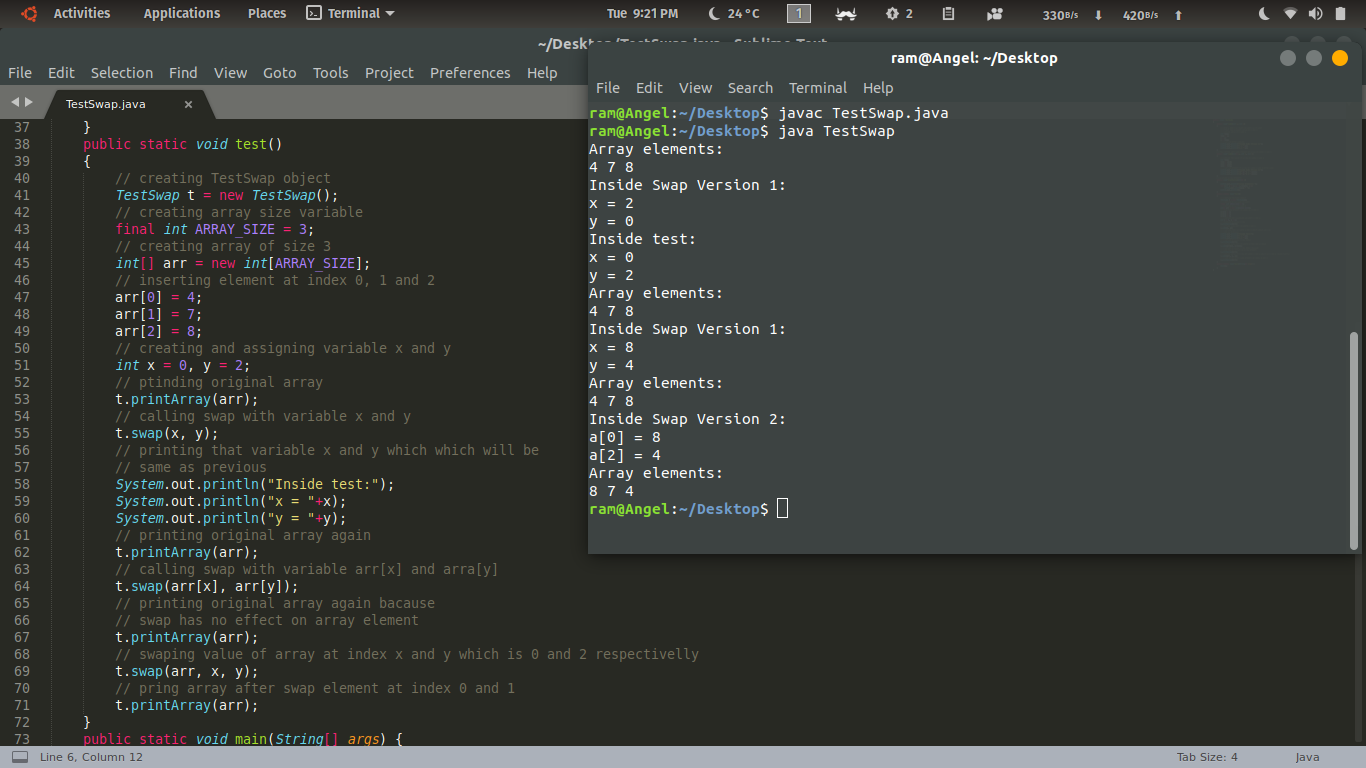 Activities Applications Places Terminal Tue 9:21 PM 24 °C 1 2 330B/s 420B/s
File Edit Selection Find View Goto Tools Project Preferences Help
TestSwap.java ×
37 }
38 public static void test()
39 {
40 // creating TestSwap object
41 TestSwap t = new TestSwap();
42 // creating array size variable
43 final int ARRAY_SIZE = 3;
44 // creating array of size 3
45 int[] arr = new int[ARRAY_SIZE];
46 // inserting element at index 0, 1 and 2
47 arr[0] = 4;
48 arr[1] = 7;
49 arr[2] = 8;
50 // creating and assigning variable x and y
51 int x = 0, y = 2;
52 // ptinding original array
53 t.printArray(arr);
54 // calling swap with variable x and y
55 t.swap(x, y);
56 // printing that variable x and y which which will be
57 // same as previous
58 System.out.println("Inside test:");
59 System.out.println("x = "+x);
60 System.out.println("y = "+y);
61 // printing original array again
62 t.printArray(arr);
63 // calling swap with variable arr[x] and arra[y]
64 t.swap(arr[x], arr[y]);
65 // printing original array again bacause
66 // swap has no effect on array element
67 t.printArray(arr);
68 // swaping value of array at index x and y which is 0 and 2 respectivelly
69 t.swap(arr, x, y);
70 // pring array after swap element at index 0 and 1
71 t.printArray(arr);
72 }
73 public static void main(String[] args) {
Line 6, Column 12 Tab Size: 4 Java
ram@Angel: ~/Desktop
File Edit View Search Terminal Help
ram@Angel:~/Desktop$ javac TestSwap.java
ram@Angel:~/Desktop$ java TestSwap
Array elements:
4 7 8
Inside Swap Version 1:
x = 2
y = 0
Inside test:
x = 0
y = 2
Array elements:
4 7 8
Inside Swap Version 1:
x = 8
y = 4
Array elements:
4 7 8
Inside Swap Version 2:
a[0] = 8
a[2] = 4
Array elements:
8 7 4
ram@Angel:~/Desktop$